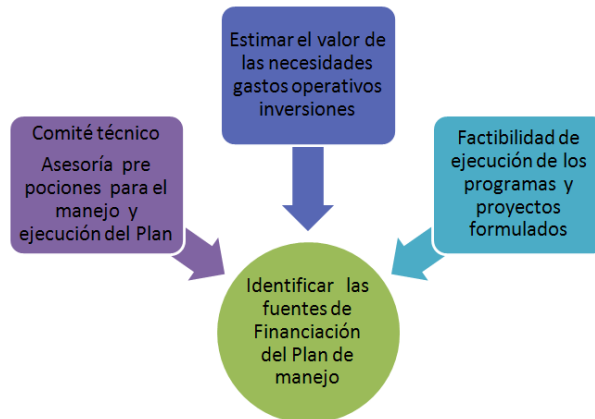 Estimar el valor de
las necesidades
gastos operativos
inversiones
Comité técnico
Asesoría pre
pociones para el
manejo y
ejecución del Plan
Factibilidad de
ejecución de los
programas y
proyectos
formulados
Identificar las
fuentes de
Financiación
del Plan de
manejo